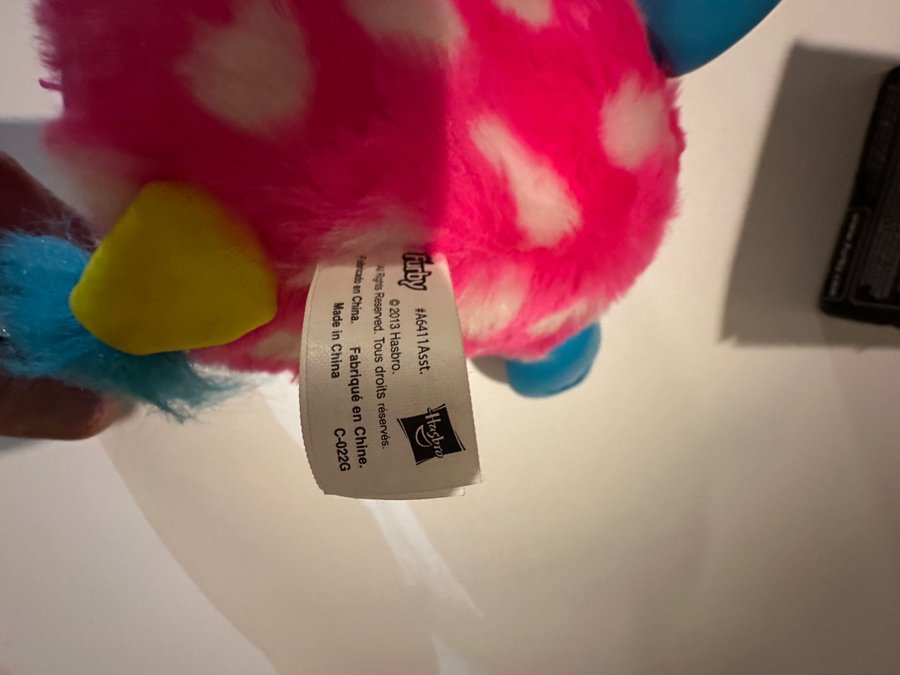 Furby
#A6411Asst.
© 2013 Hasbro.
All Rights Reserved. Tous droits réservés.
Fabricado en China. Fabriqué en Chine.
Made in China C-022G
Hasbro